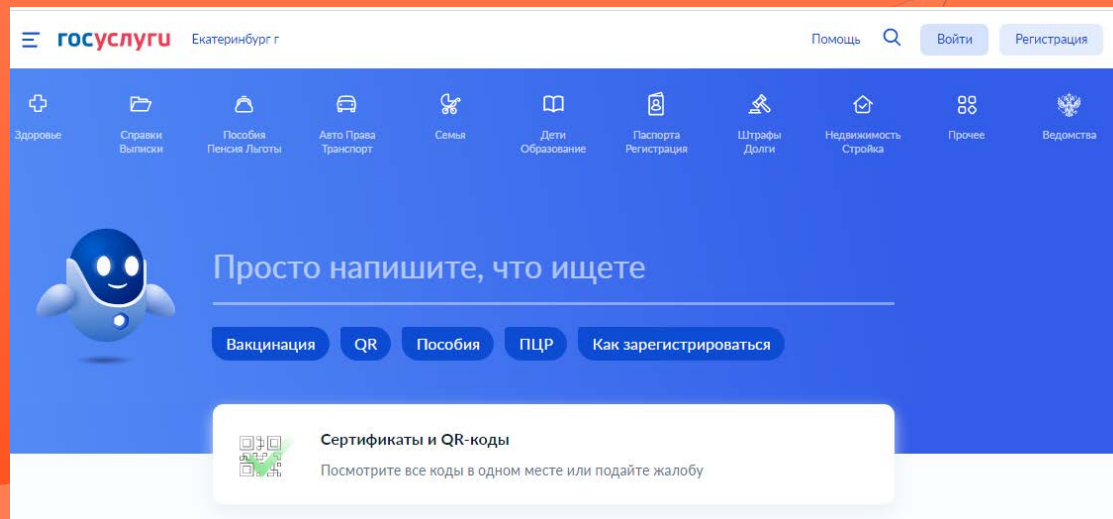 госуслуги Екатеринбург г Помощь Войти Регистрация
Здоровье
Справки
Выписки
Пособия
Пенсия Льготы
Авто Права
Транспорт
Семья
Дети
Образование
Паспорта
Регистрация
Штрафы
Долги
Недвижимость
Стройка
Прочее
Ведомства
Просто напишите, что ищете
Вакцинация QR Пособия ПЦР Как зарегистрироваться
Сертификаты и QR-коды
Посмотрите все коды в одном месте или подайте жалобу